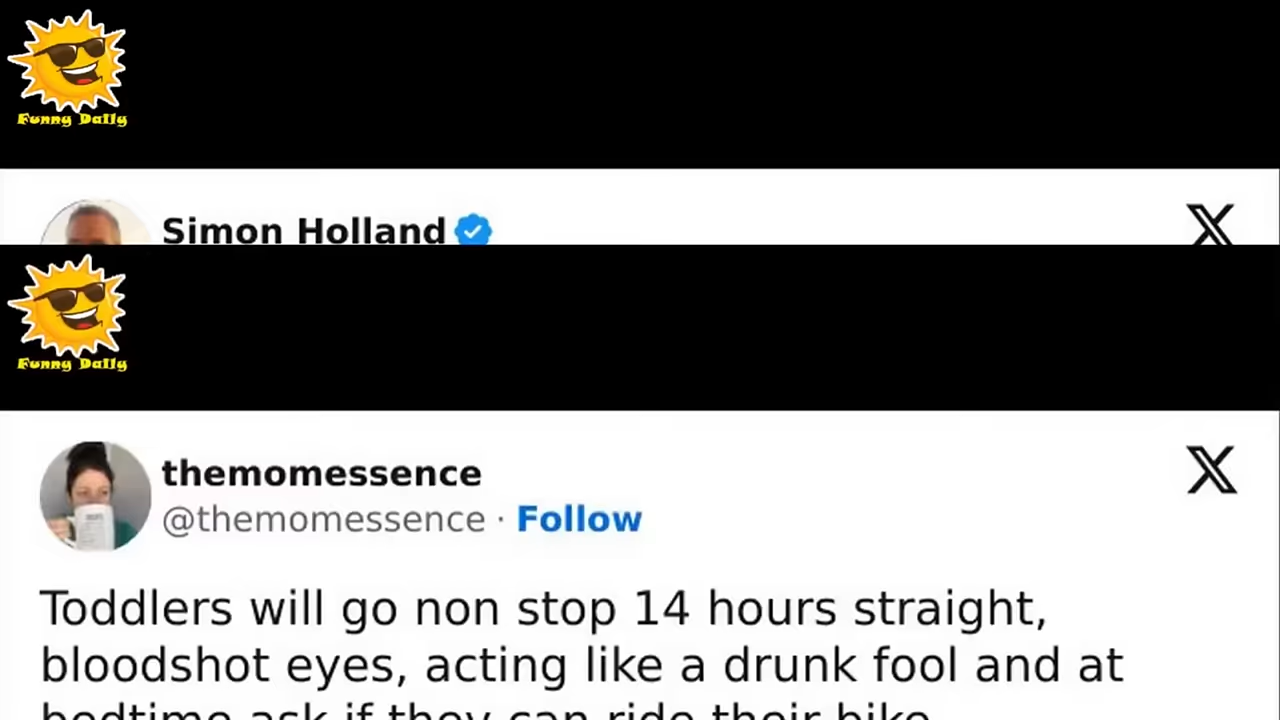 Funny Daily
Simon Holland
Funny Daily
themomessence
@themomessence · Follow
Toddlers will go non stop 14 hours straight,
bloodshot eyes, acting like a drunk fool and at
bedtime ask if they can ride their bike